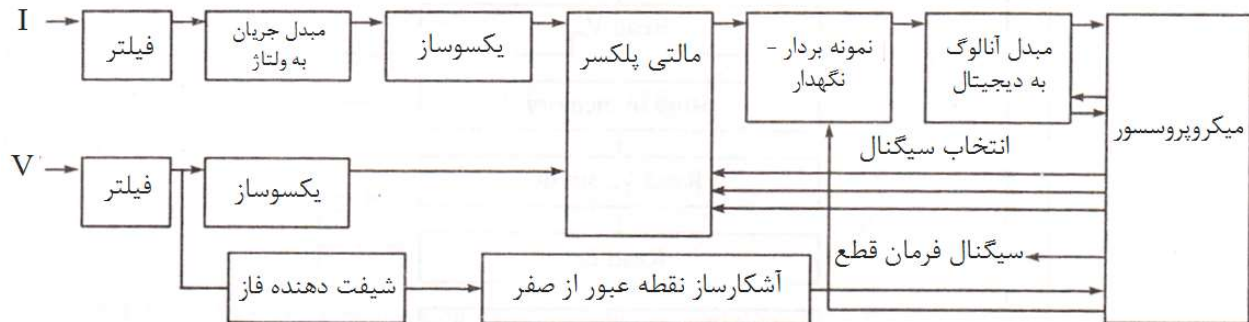 I
فیلتر
مبدل جریان
به ولتاژ
یکسوساز
مالتی پلکسر
نمونه بردار -
نگهدار
مبدل آنالوگ
به دیجیتال
میکروپروسسور
V
فیلتر
یکسوساز
انتخاب سیگنال
سیگنال فرمان قطع
شیفت دهنده فاز
آشکارساز نقطه عبور از صفر